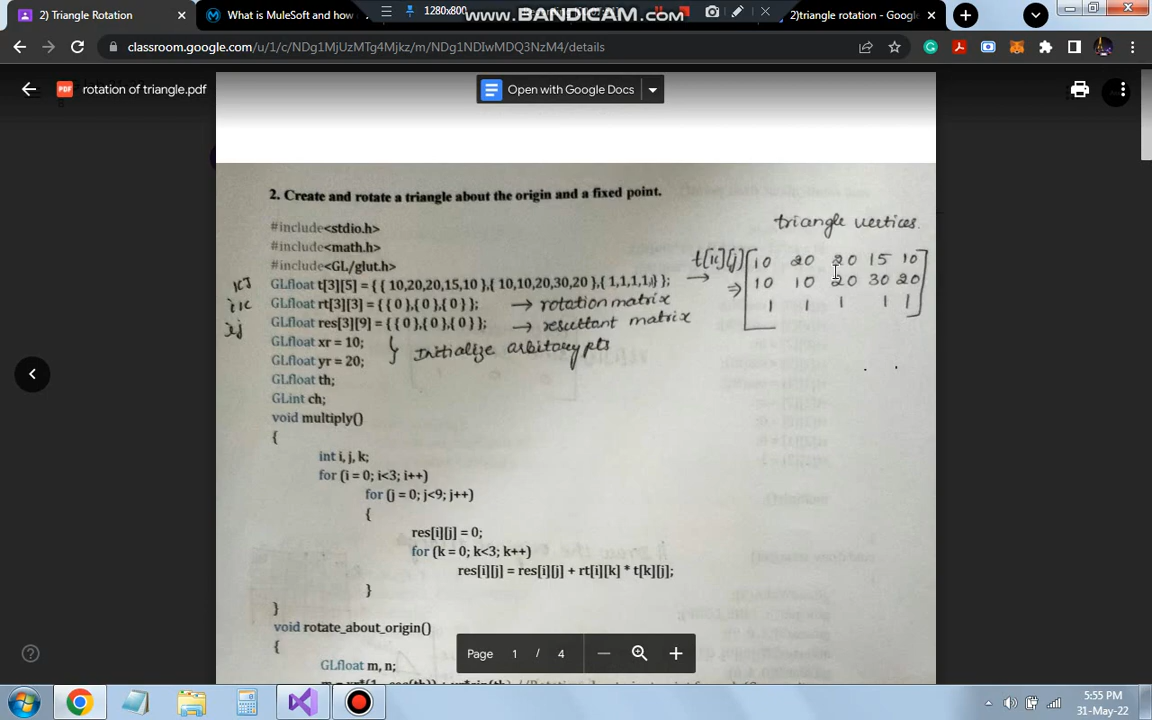 2) Triangle Rotation
What is MuleSoft and how
1280x800
www.BANDICAM.com
2)triangle rotation - Google
classroom.google.com/u/1/c/NDg1MjUzMTg4Mjkz/m/NDg1NDIwMDQ3NzM4/details
rotation of triangle.pdf
Open with Google Docs
2. Create and rotate a triangle about the origin and a fixed point.
triangle vertices.
#include<stdio.h>
#include<math.h>
#include<GL/glut.h>
t[k][j] 10 20 20 15 10
kj GLfloat t[3][5] = { { 10,20,20,15,10 },{ 10,10,20,30,20 },{ 1,1,1,1,} }; → ⇒ 10 10 20 30 20
ik GLfloat rt[3][3] = { { 0 },{ 0 },{ 0 } }; → rotation matrix 1 1 1 1 1
ij GLfloat res[3][9] = { { 0 },{ 0 },{ 0 } }; → resultant matrix
GLfloat xr = 10;
GLfloat yr = 20; } Initialize arbitary pts
GLfloat th;
GLint ch;
void multiply()
{
int i, j, k;
for (i = 0; i<3; i++)
for (j = 0; j<9; j++)
{
res[i][j] = 0;
for (k = 0; k<3; k++)
res[i][j] = res[i][j] + rt[i][k] * t[k][j];
}
}
void rotate_about_origin()
{
GLfloat m, n;
Page 1 / 4
5:55 PM
31-May-22